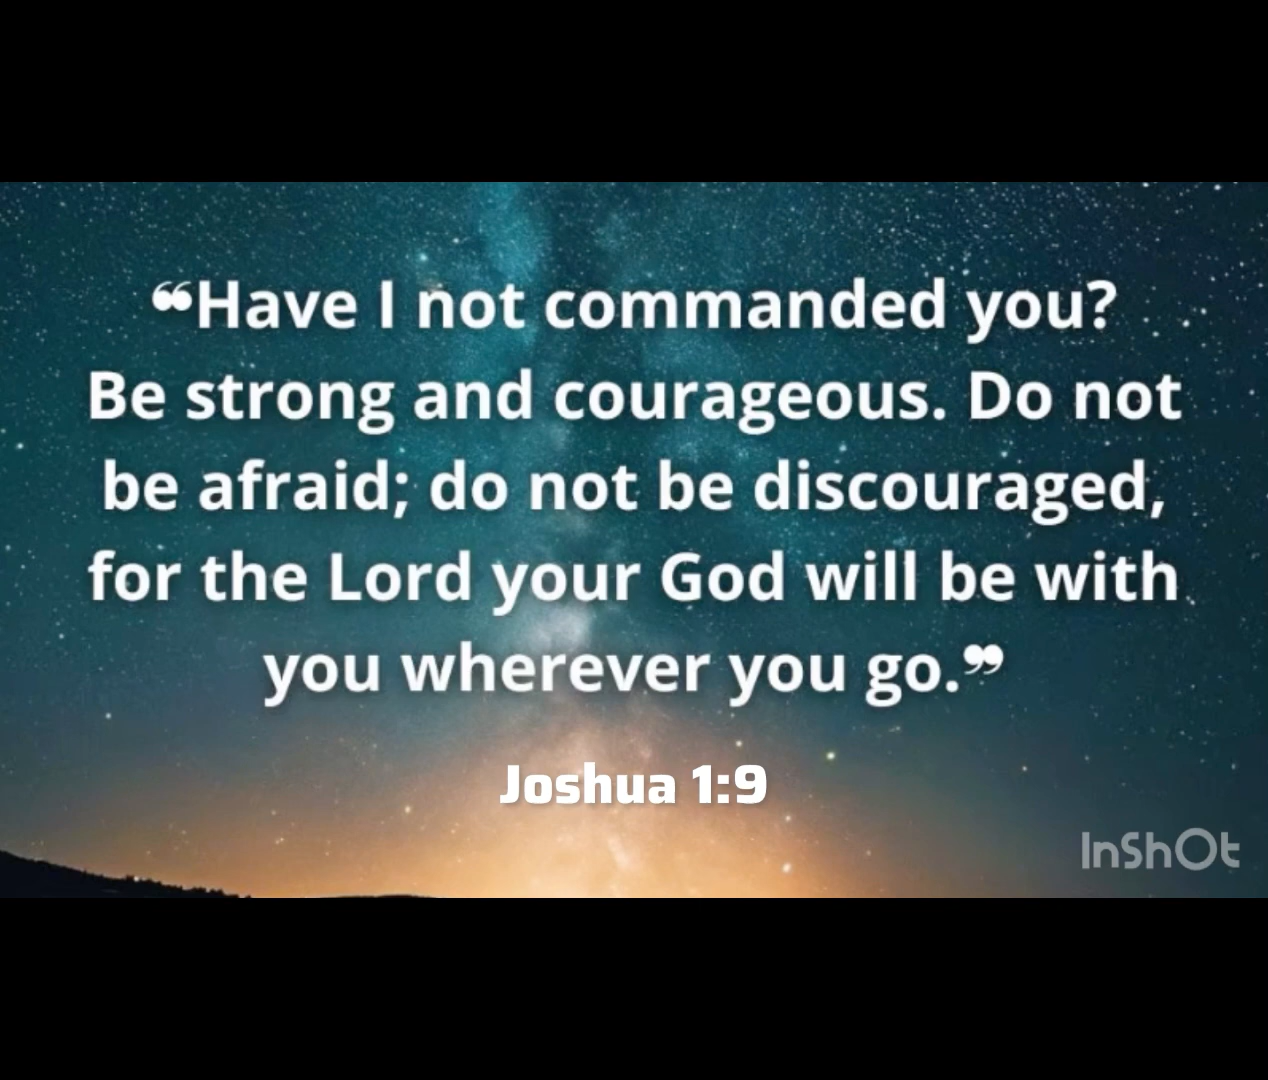 ❝Have I not commanded you?
Be strong and courageous. Do not
be afraid; do not be discouraged,
for the Lord your God will be with
you wherever you go.❞
Joshua 1:9
InShOt